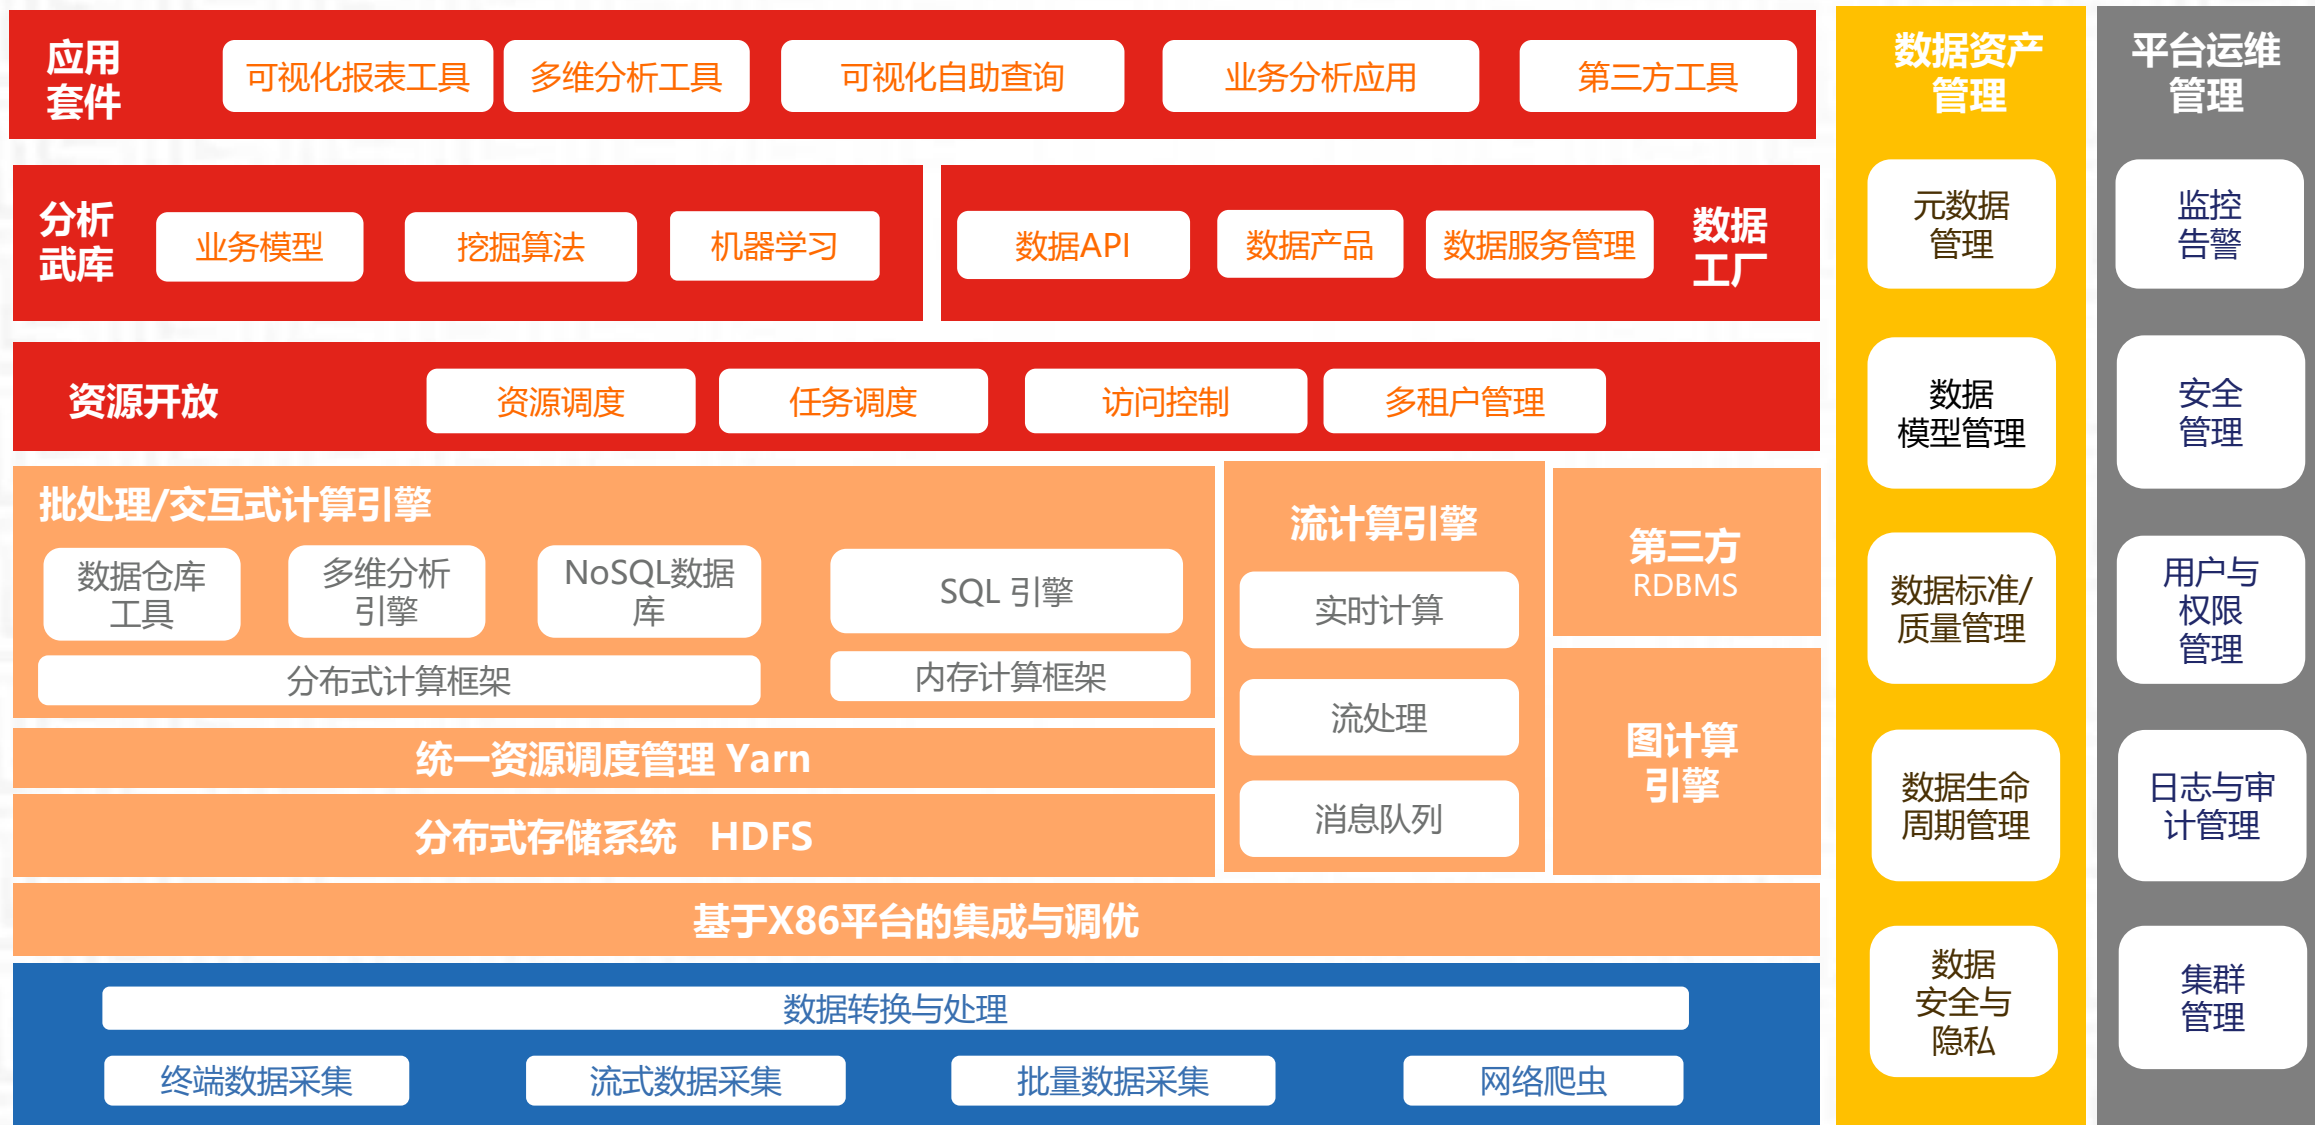 应用
套件
可视化报表工具
多维分析工具
可视化自助查询
业务分析应用
第三方工具
分析
武库
业务模型
挖掘算法
机器学习
数据API
数据产品
数据服务管理
数据
工厂
资源开放
资源调度
任务调度
访问控制
多租户管理
批处理/交互式计算引擎
数据仓库
工具
多维分析
引擎
NoSQL数据
库
SQL 引擎
分布式计算框架
内存计算框架
流计算引擎
实时计算
流处理
消息队列
第三方
RDBMS
图计算
引擎
统一资源调度管理 Yarn
分布式存储系统 HDFS
基于X86平台的集成与调优
数据转换与处理
终端数据采集
流式数据采集
批量数据采集
网络爬虫
数据资产
管理
元数据
管理
数据
模型管理
数据标准/
质量管理
数据生命
周期管理
数据
安全与
隐私
平台运维
管理
监控
告警
安全
管理
用户与
权限
管理
日志与审
计管理
集群
管理